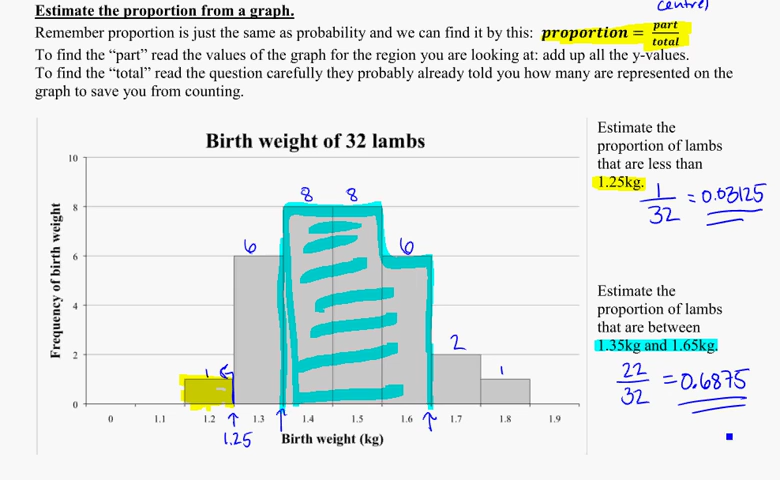 centrel
Estimate the proportion from a graph.
Remember proportion is just the same as probability and we can find it by this: proportion = part/total
To find the “part” read the values of the graph for the region you are looking at: add up all the y-values.
To find the “total” read the question carefully they probably already told you how many are represented on the
graph to save you from counting.
Birth weight of 32 lambs
Frequency of birth weight
10
8
6
4
2
0
8 8
6 6
2
1 1
0 1.1 1.2 1.3 1.4 1.5 1.6 1.7 1.8 1.9
1.25
Birth weight (kg)
Estimate the
proportion of lambs
that are less than
1.25kg.
1/32 = 0.03125
Estimate the
proportion of lambs
that are between
1.35kg and 1.65kg.
22/32 = 0.6875